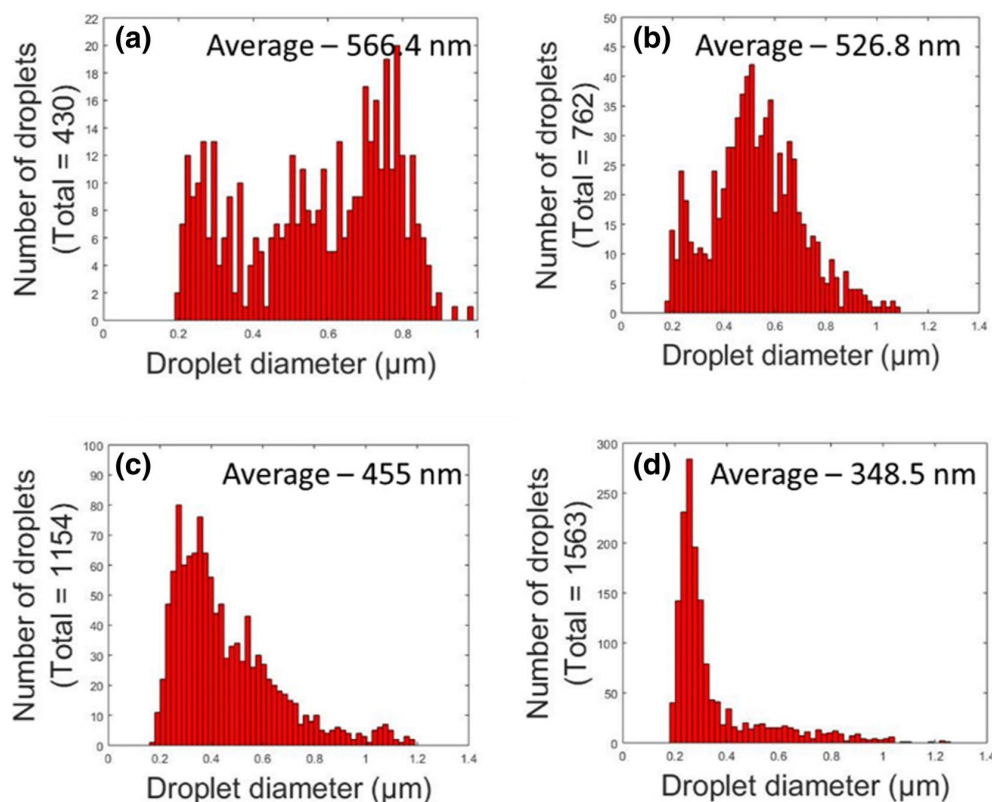 (a) Average – 566.4 nm
Number of droplets
(Total = 430)
22
20
18
16
14
12
10
8
6
4
2
0
0 0.2 0.4 0.6 0.8 1
Droplet diameter (µm)
(b) Average – 526.8 nm
Number of droplets
(Total = 762)
50
45
40
35
30
25
20
15
10
5
0
0 0.2 0.4 0.6 0.8 1 1.2 1.4
Droplet diameter (µm)
(c) Average – 455 nm
Number of droplets
(Total = 1154)
100
90
80
70
60
50
40
30
20
10
0
0 0.2 0.4 0.6 0.8 1 1.2 1.4
Droplet diameter (µm)
(d) Average – 348.5 nm
Number of droplets
(Total = 1563)
300
250
200
150
100
50
0
0 0.2 0.4 0.6 0.8 1 1.2 1.4
Droplet diameter (µm)